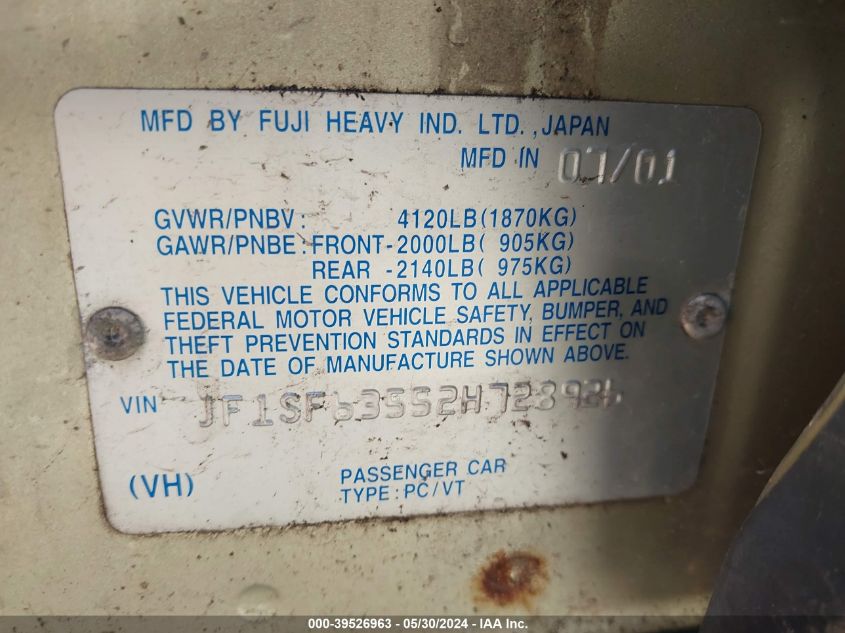 MFD BY FUJI HEAVY IND. LTD., JAPAN
MFD IN 07/01
GVWR/PNBV: 4120LB(1870KG)
GAWR/PNBE: FRONT-2000LB( 905KG)
REAR -2140LB( 975KG)
THIS VEHICLE CONFORMS TO ALL APPLICABLE
FEDERAL MOTOR VEHICLE SAFETY, BUMPER, AND
THEFT PREVENTION STANDARDS IN EFFECT ON
THE DATE OF MANUFACTURE SHOWN ABOVE.
VIN JF1SF63552H728926
(VH) PASSENGER CAR
TYPE: PC/VT
000-39526963 - 05/30/2024 - IAA Inc.